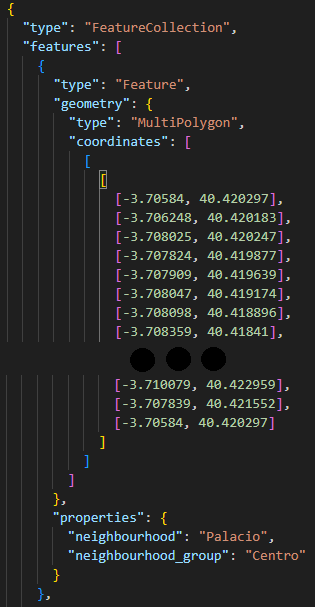 {
"type": "FeatureCollection",
"features": [
{
"type": "Feature",
"geometry": {
"type": "MultiPolygon",
"coordinates": [
[
[
[-3.70584, 40.420297],
[-3.706248, 40.420183],
[-3.708025, 40.420247],
[-3.707824, 40.419877],
[-3.707909, 40.419639],
[-3.708047, 40.419174],
[-3.708098, 40.418896],
[-3.708359, 40.41841],
[-3.710079, 40.422959],
[-3.707839, 40.421552],
[-3.70584, 40.420297]
]
]
]
},
"properties": {
"neighbourhood": "Palacio",
"neighbourhood_group": "Centro"
}
},